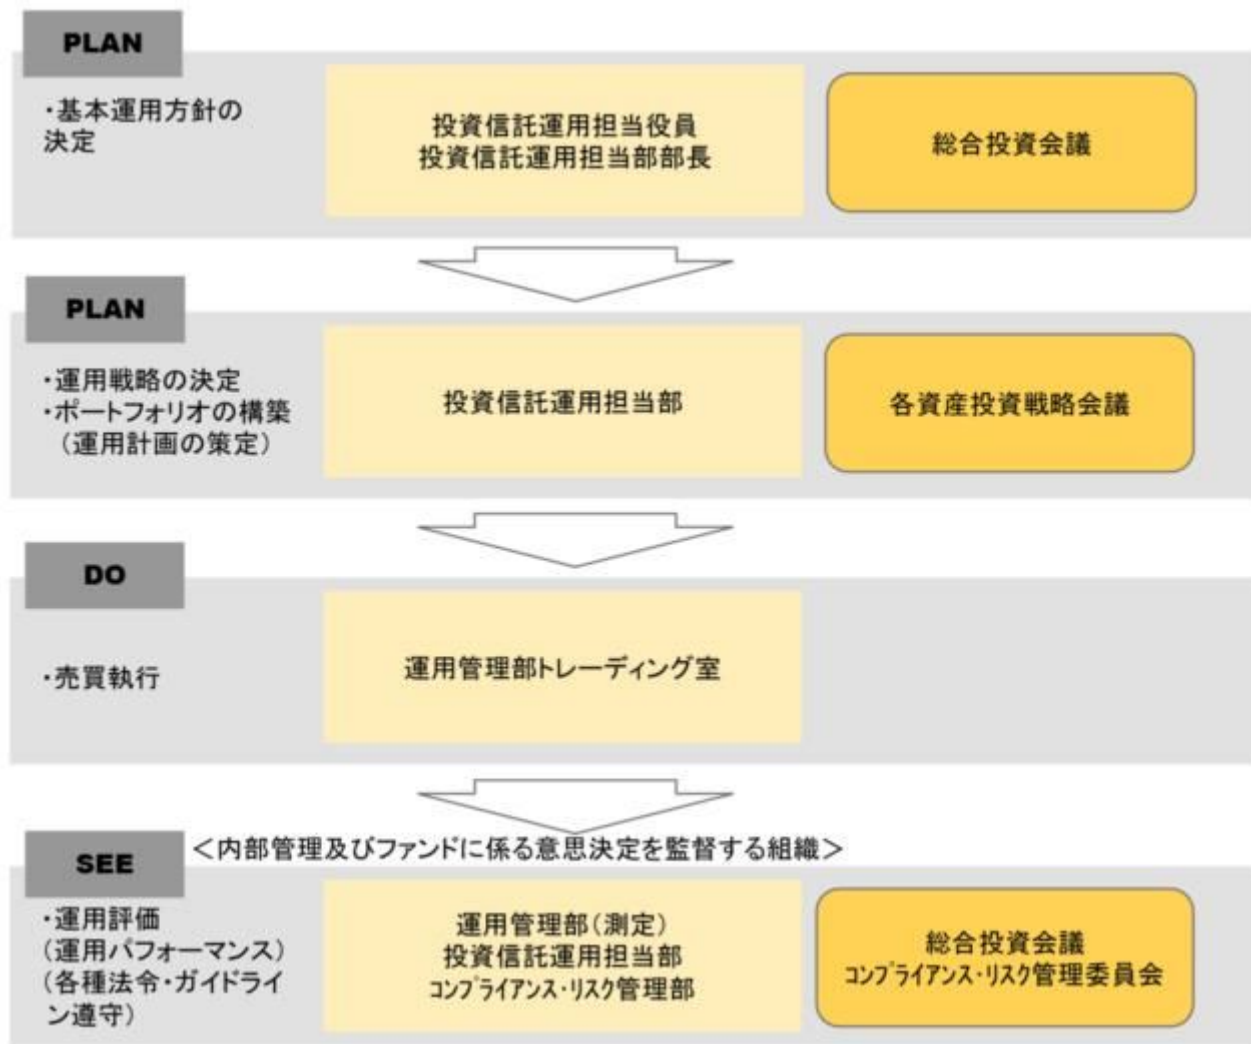 PLAN
・基本運用方針の
決定
投資信託運用担当役員
投資信託運用担当部部長
総合投資会議
PLAN
・運用戦略の決定
・ポートフォリオの構築
（運用計画の策定）
投資信託運用担当部
各資産投資戦略会議
DO
・売買執行
運用管理部トレーディング室
SEE
＜内部管理及びファンドに係る意思決定を監督する組織＞
・運用評価
（運用パフォーマンス）
（各種法令・ガイドライ
ン遵守）
運用管理部（測定）
投資信託運用担当部
ｺﾝﾌﾟﾗｲｱﾝｽ・ﾘｽｸ管理部
総合投資会議
ｺﾝﾌﾟﾗｲｱﾝｽ・ﾘｽｸ管理委員会